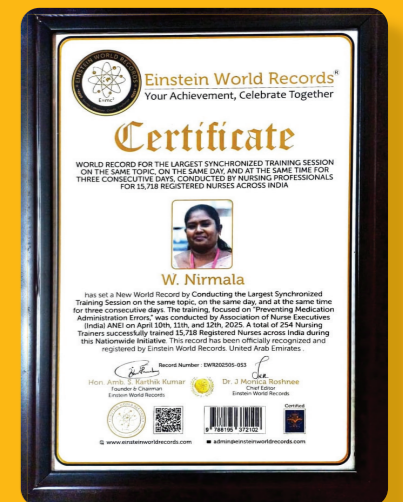 EINSTEIN WORLD RECORDS
E=mc²
Einstein World Records®
Your Achievement, Celebrate Together
Certificate
WORLD RECORD FOR THE LARGEST SYNCHRONIZED TRAINING SESSION
ON THE SAME TOPIC, ON THE SAME DAY, AND AT THE SAME TIME FOR
THREE CONSECUTIVE DAYS, CONDUCTED BY NURSING PROFESSIONALS
FOR 15,718 REGISTERED NURSES ACROSS INDIA
W. Nirmala
has set a New World Record by Conducting the Largest Synchronized
Training Session on the same topic, on the same day, and at the same time
for three consecutive days. The training, focused on "Preventing Medication
Administration Errors," was conducted by Association of Nurse Executives
(India) ANEI on April 10th, 11th, and 12th, 2025. A total of 254 Nursing
Trainers successfully trained 15,718 Registered Nurses across India during
this Nationwide Initiative. This record has been officially recognized and
registered by Einstein World Records. United Arab Emirates .
Record Number : EWR202505-053
Hon. Amb. S. Karthik Kumar
Founder & Chairman
Einstein World Records
Dr. J Monica Roshnee
Chief Editor
Einstein World Records
Certified
9 788195 372102
www.einsteinworldrecords.com
admin@einsteinworldrecords.com